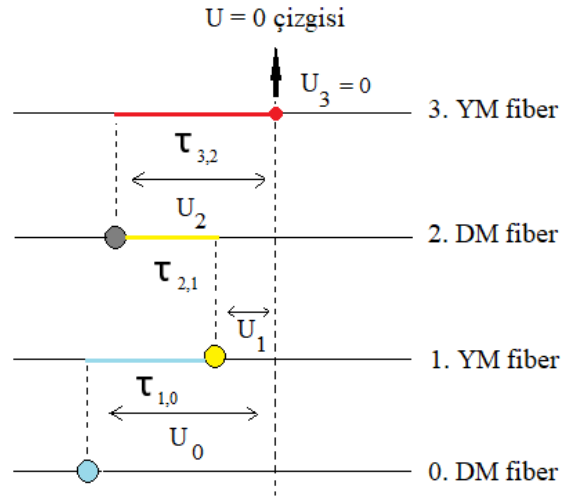 U = 0 çizgisi
U₃ = 0
3. YM fiber
τ₃,₂
U₂
2. DM fiber
τ₂,₁
U₁
1. YM fiber
τ₁,₀
U₀
0. DM fiber